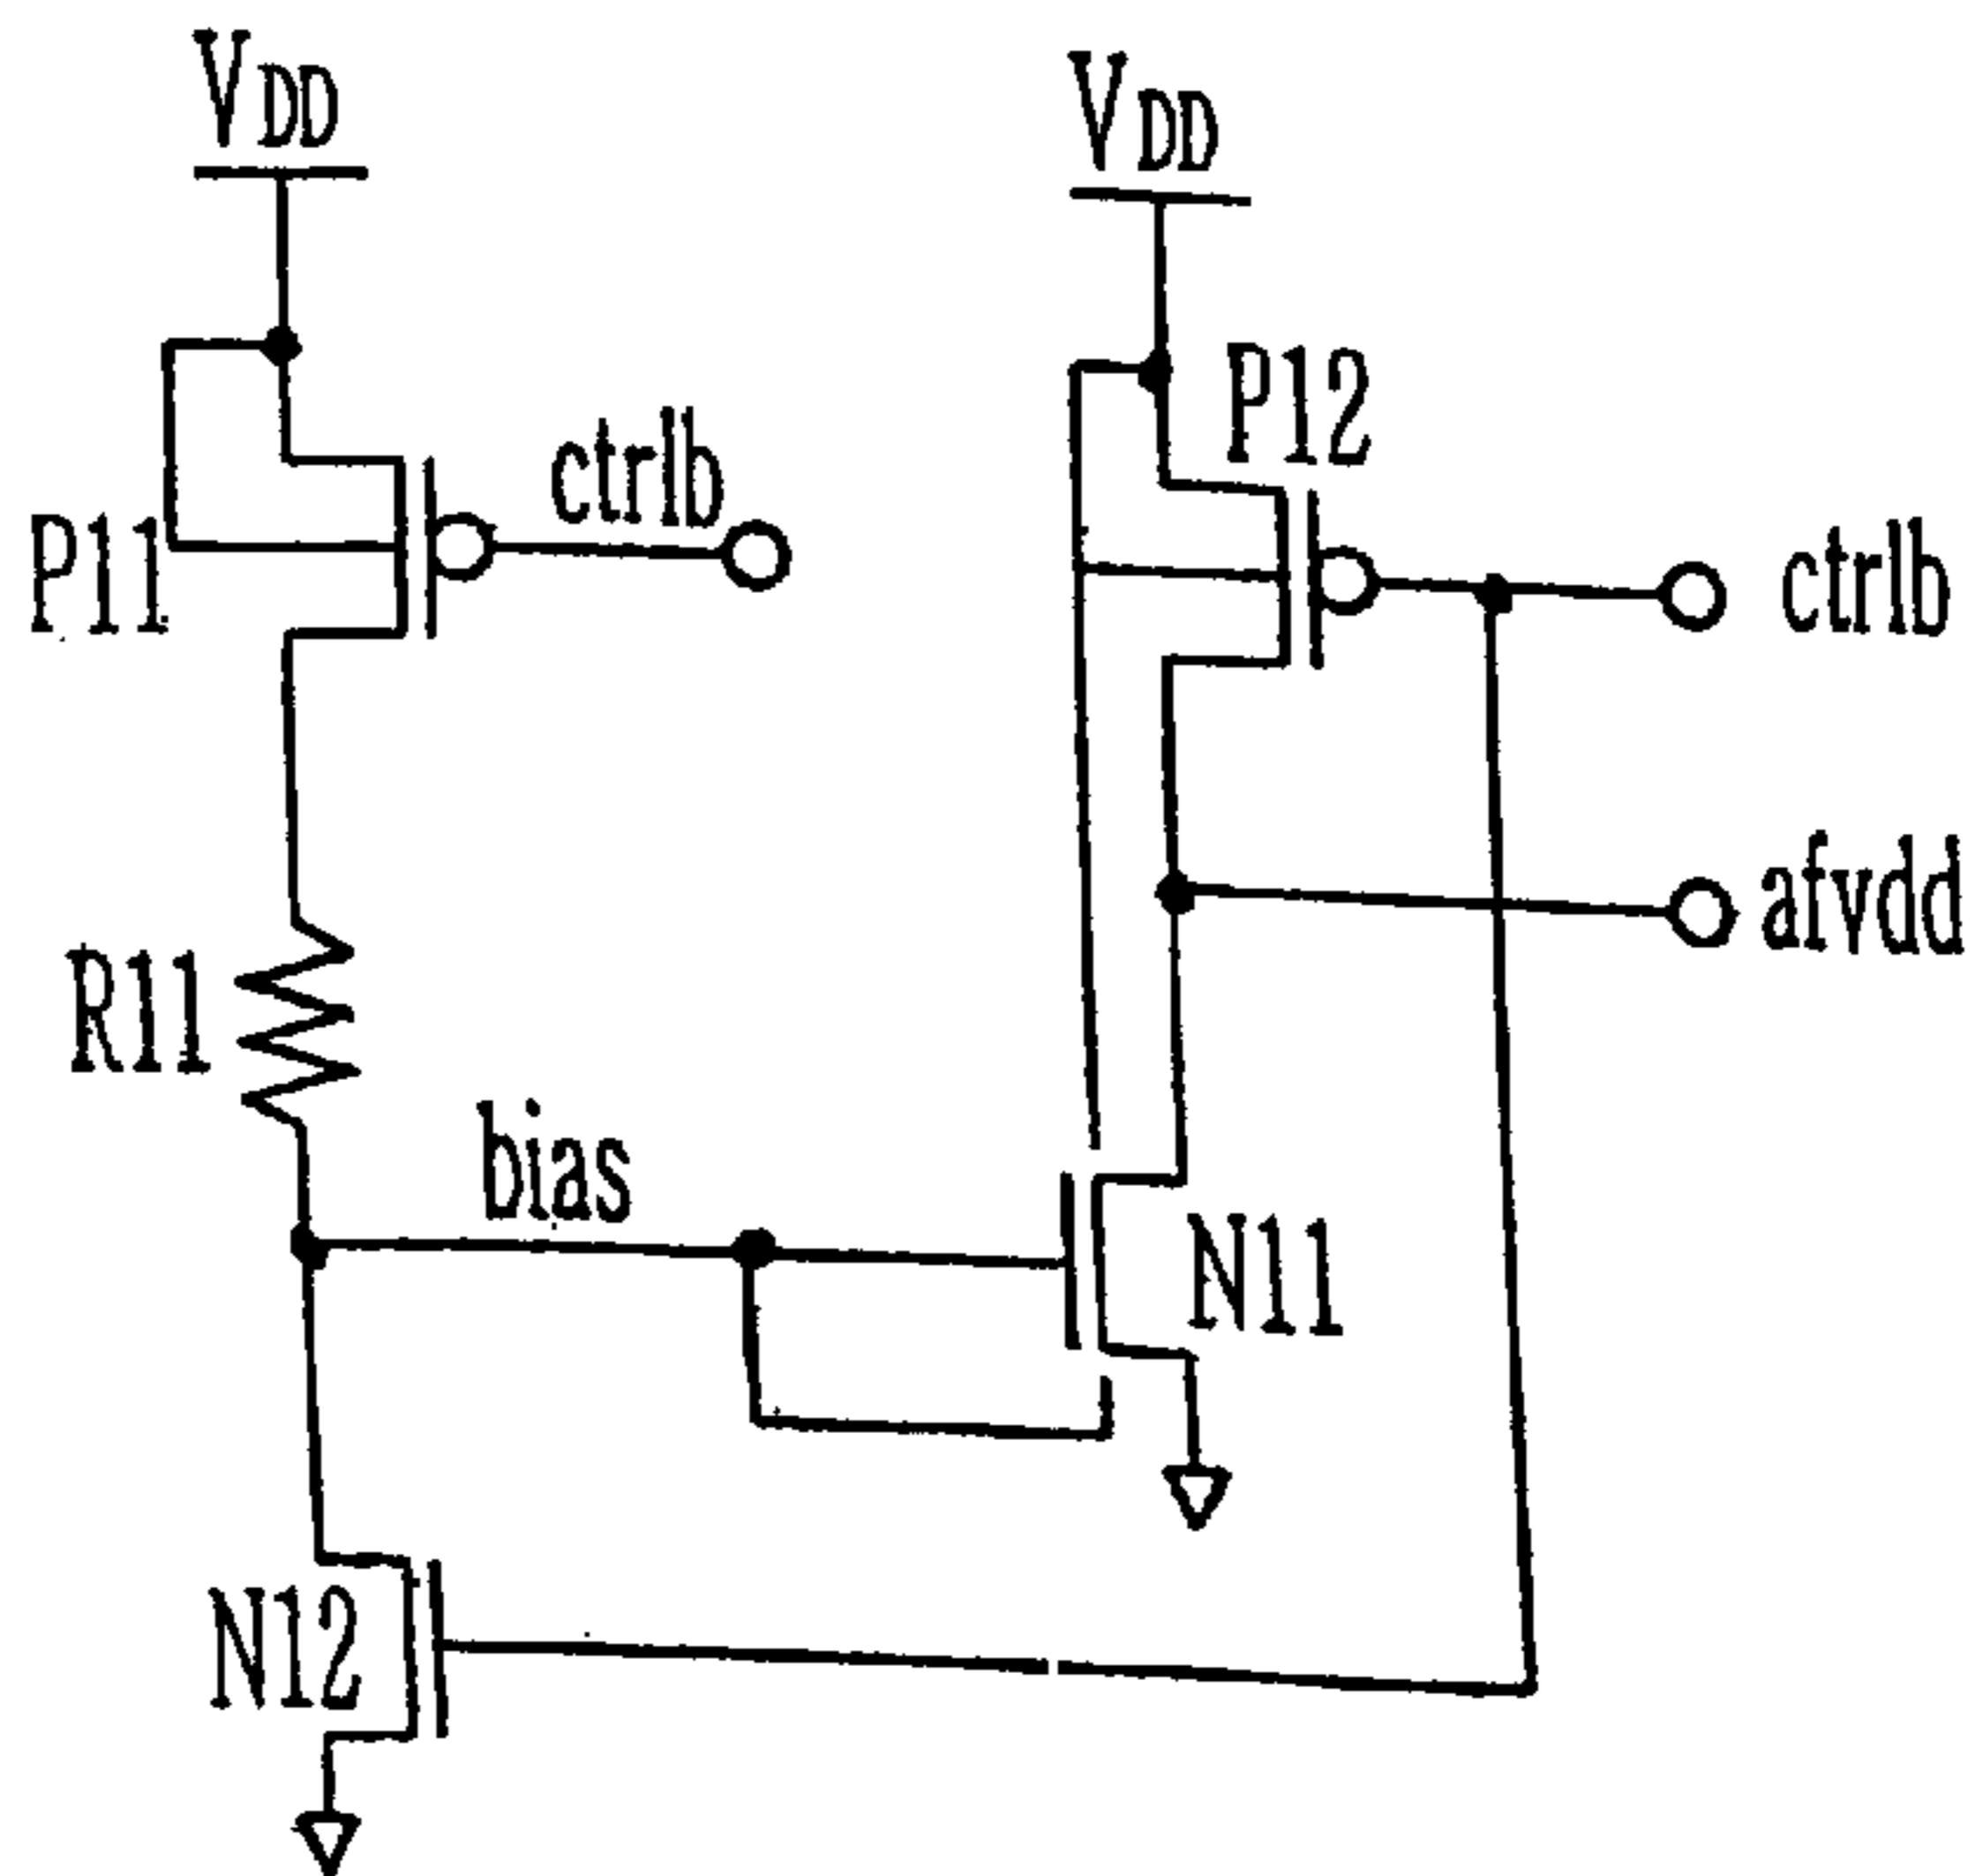 VDD
VDD
P12
ctrlb
P11
ctrlb
afvdd
R11
bias
N11
N12